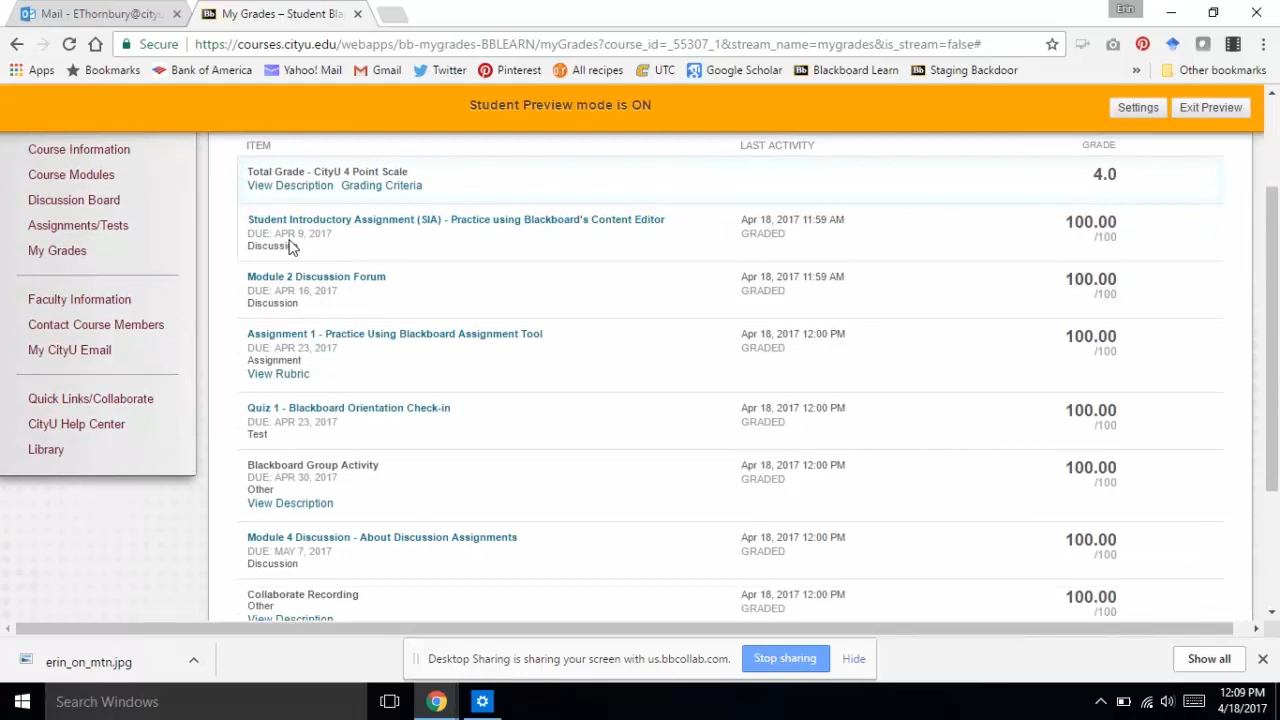 Mail - EThornbury@cityu
My Grades – Student Bla
Erin
Secure
https://courses.cityu.edu/webapps/bb-mygrades-BBLEARN/myGrades?course_id=_55307_1&stream_name=mygrades&is_stream=false#
Apps
Bookmarks
Bank of America
Yahoo! Mail
Gmail
Twitter
Pinterest
All recipes
UTC
Google Scholar
Blackboard Learn
Staging Backdoor
»
Other bookmarks
Student Preview mode is ON
Settings
Exit Preview
Course Information
Course Modules
Discussion Board
Assignments/Tests
My Grades
Faculty Information
Contact Course Members
My CityU Email
Quick Links/Collaborate
CityU Help Center
Library
ITEM
LAST ACTIVITY
GRADE
Total Grade - CityU 4 Point Scale
View Description Grading Criteria
4.0
Student Introductory Assignment (SIA) - Practice using Blackboard's Content Editor
DUE: APR 9, 2017
Discussion
Apr 18, 2017 11:59 AM
GRADED
100.00
/100
Module 2 Discussion Forum
DUE: APR 16, 2017
Discussion
Apr 18, 2017 11:59 AM
GRADED
100.00
/100
Assignment 1 - Practice Using Blackboard Assignment Tool
DUE: APR 23, 2017
Assignment
View Rubric
Apr 18, 2017 12:00 PM
GRADED
100.00
/100
Quiz 1 - Blackboard Orientation Check-in
DUE: APR 23, 2017
Test
Apr 18, 2017 12:00 PM
GRADED
100.00
/100
Blackboard Group Activity
DUE: APR 30, 2017
Other
View Description
Apr 18, 2017 12:00 PM
GRADED
100.00
/100
Module 4 Discussion - About Discussion Assignments
DUE: MAY 7, 2017
Discussion
Apr 18, 2017 12:00 PM
GRADED
100.00
/100
Collaborate Recording
Other
View Description
Apr 18, 2017 12:00 PM
GRADED
100.00
/100
erin_on_mtn.jpg
Desktop Sharing is sharing your screen with us.bbcollab.com.
Stop sharing
Hide
Show all
Search Windows
12:09 PM
4/18/2017